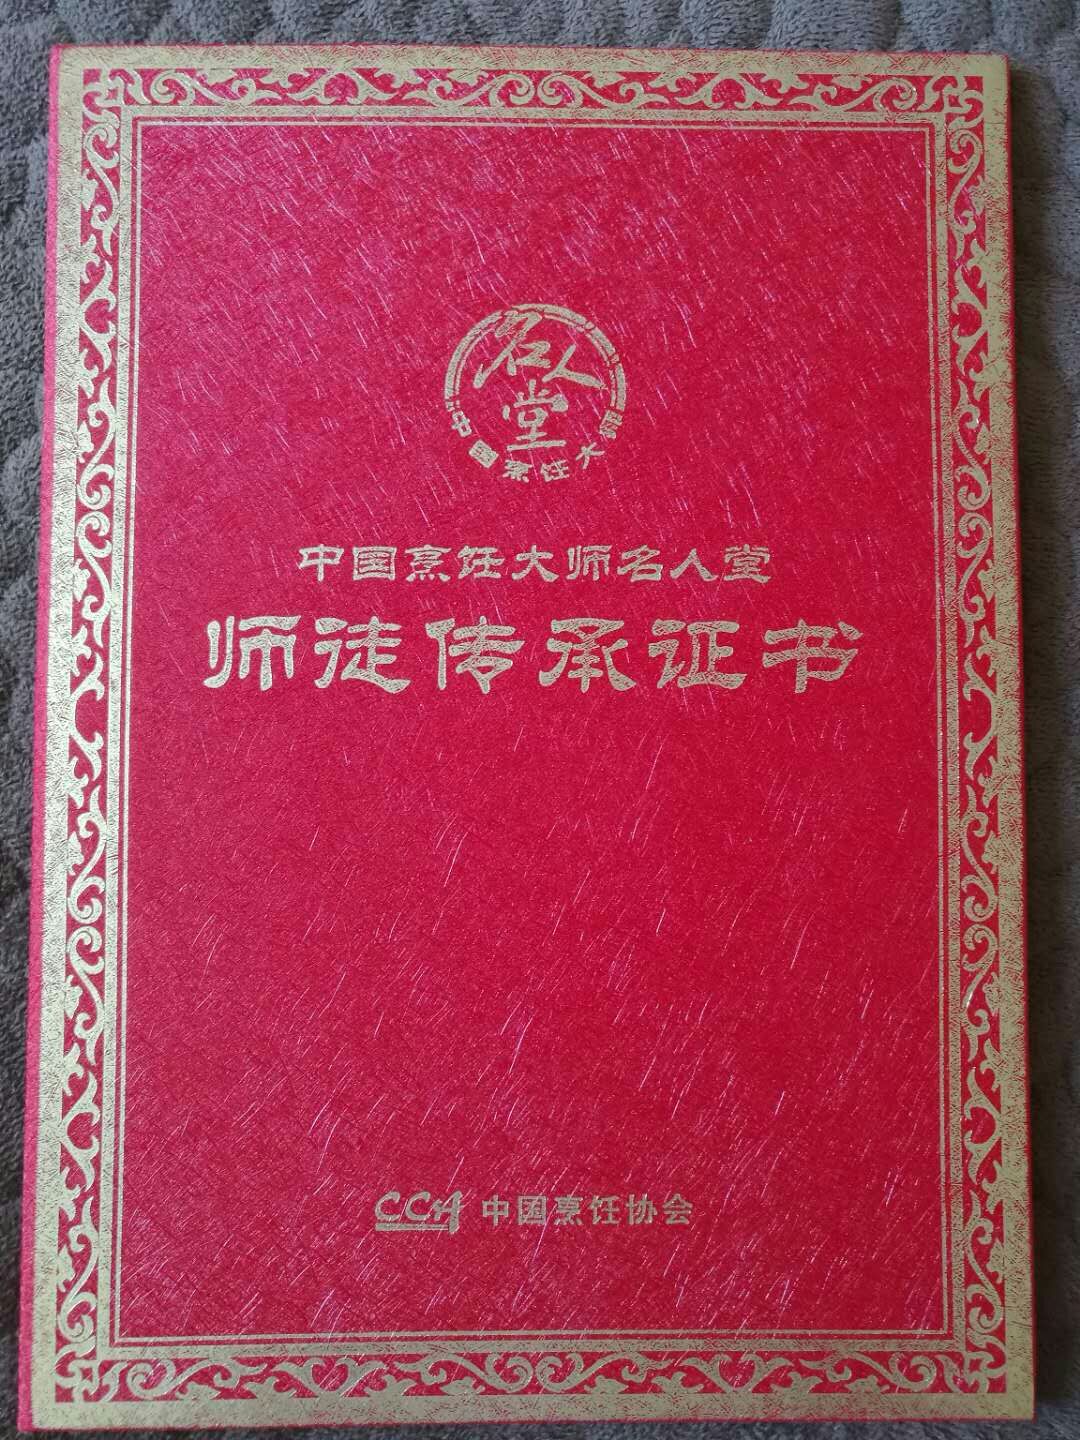 名人
堂
中国烹饪大师
中国烹饪大师名人堂
师徒传承证书
CCA 中国烹饪协会